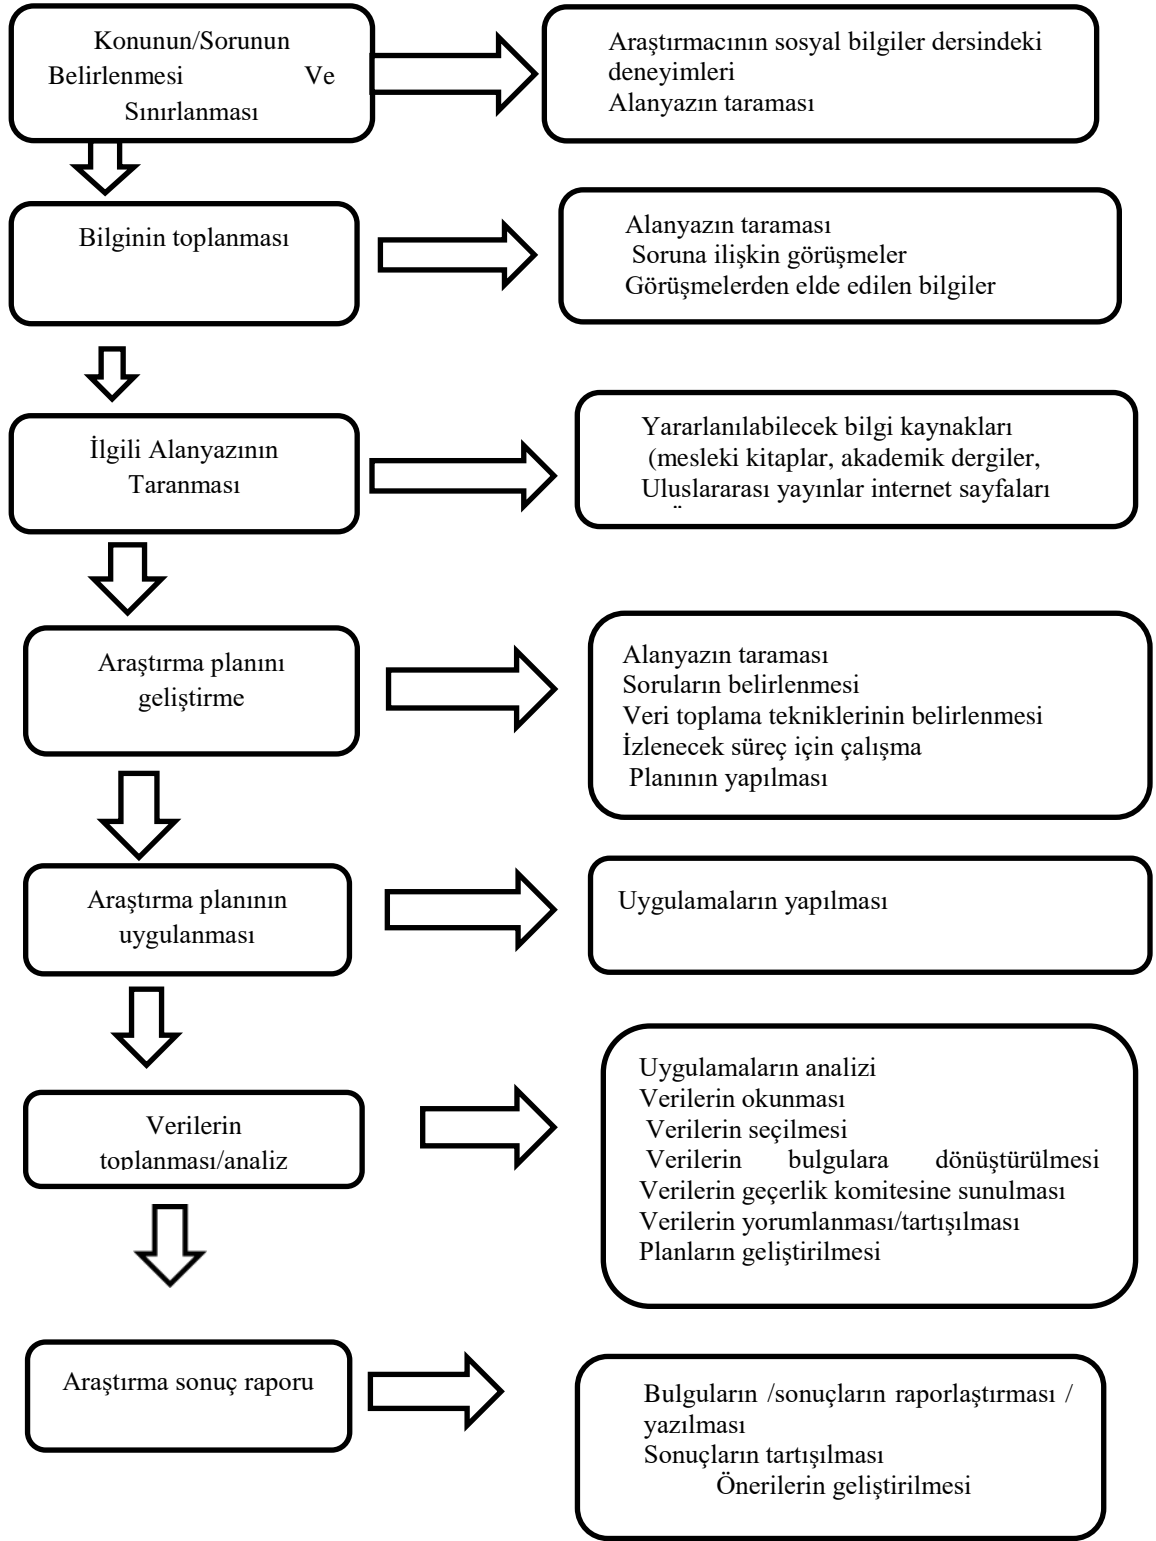 Konunun/Sorunun
Belirlenmesi Ve
Sınırlanması
Araştırmacının sosyal bilgiler dersindeki
deneyimleri
Alanyazın taraması
Bilginin toplanması
Alanyazın taraması
Soruna ilişkin görüşmeler
Görüşmelerden elde edilen bilgiler
İlgili Alanyazının
Taranması
Yararlanılabilecek bilgi kaynakları
(mesleki kitaplar, akademik dergiler,
Uluslararası yayınlar internet sayfaları
Araştırma planını
geliştirme
Alanyazın taraması
Soruların belirlenmesi
Veri toplama tekniklerinin belirlenmesi
İzlenecek süreç için çalışma
Planının yapılması
Araştırma planının
uygulanması
Uygulamaların yapılması
Verilerin
toplanması/analiz
Uygulamaların analizi
Verilerin okunması
Verilerin seçilmesi
Verilerin bulgulara dönüştürülmesi
Verilerin geçerlik komitesine sunulması
Verilerin yorumlanması/tartışılması
Planların geliştirilmesi
Araştırma sonuç raporu
Bulguların /sonuçların raporlaştırması /
yazılması
Sonuçların tartışılması
Önerilerin geliştirilmesi